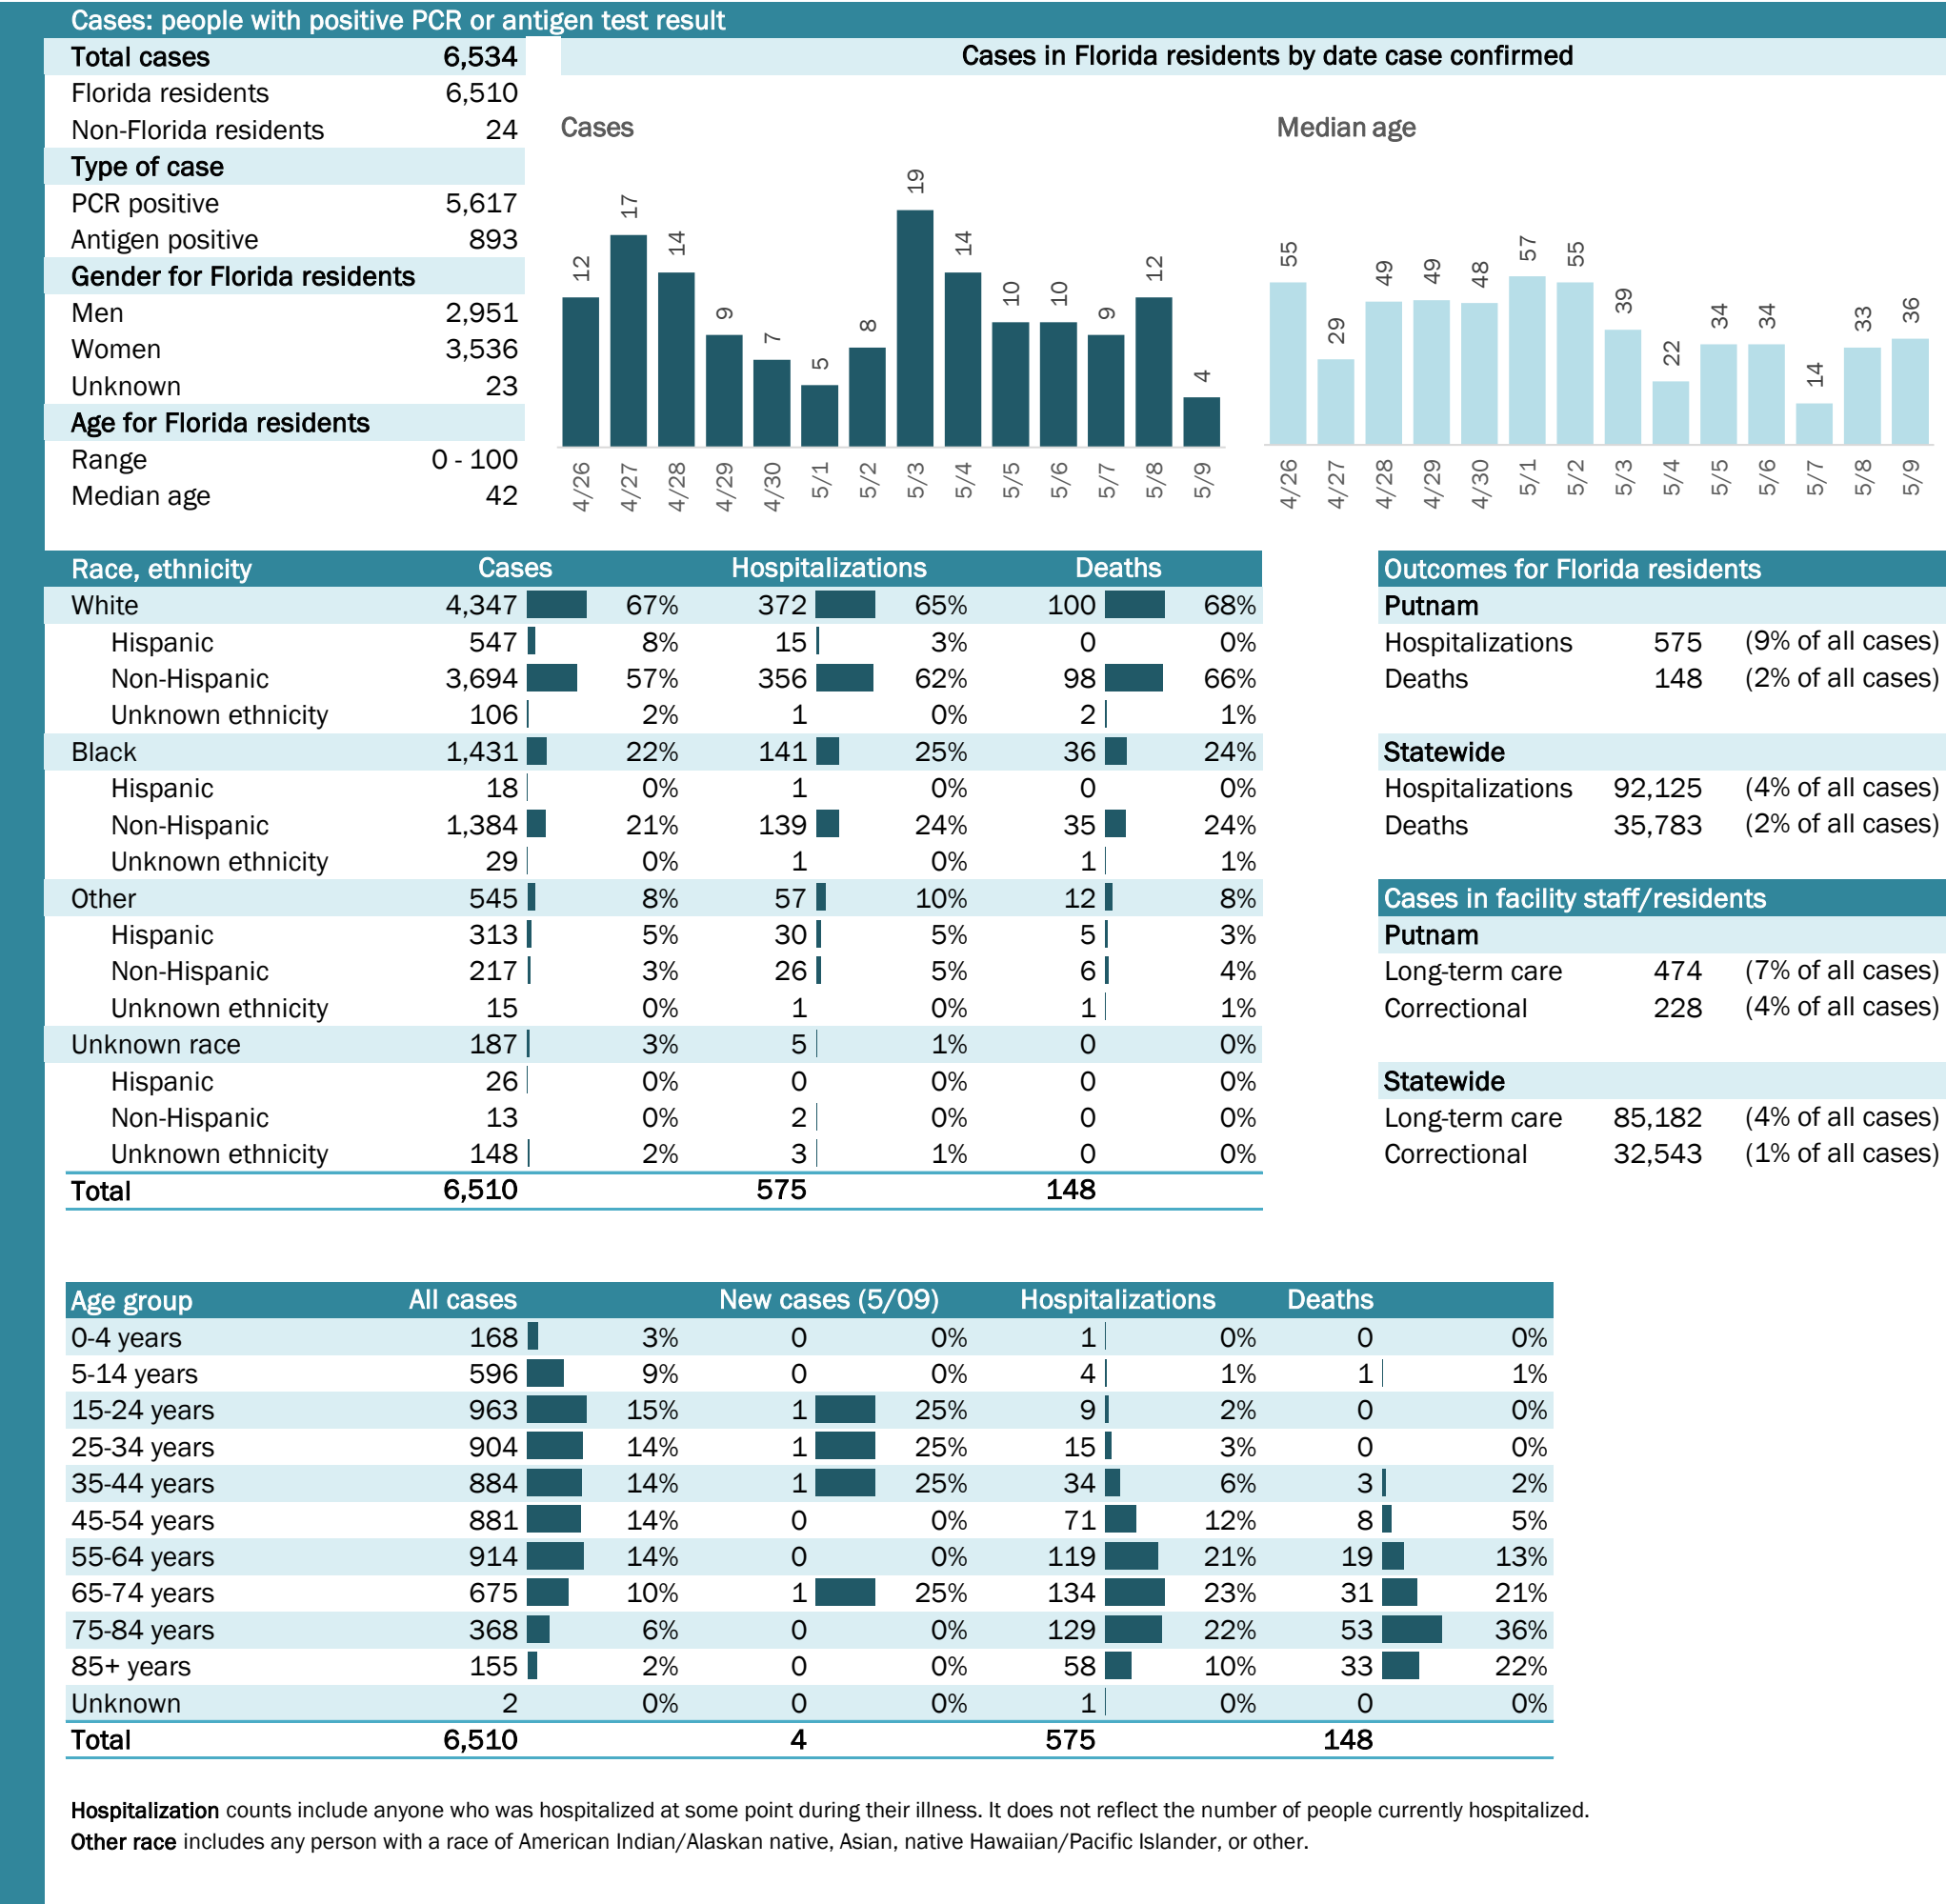 Cases: people with positive PCR or antigen test result
Total cases 6,534
Florida residents 6,510
Non-Florida residents 24
Type of case
PCR positive 5,617
Antigen positive 893
Gender for Florida residents
Men 2,951
Women 3,536
Unknown 23
Age for Florida residents
Range 0 - 100
Median age 42
Cases in Florida residents by date case confirmed
Cases
12 17 14 9 7 5 8 19 14 10 10 9 12 4
4/26 4/27 4/28 4/29 4/30 5/1 5/2 5/3 5/4 5/5 5/6 5/7 5/8 5/9
Median age
55 29 49 49 48 57 55 39 22 34 34 14 33 36
4/26 4/27 4/28 4/29 4/30 5/1 5/2 5/3 5/4 5/5 5/6 5/7 5/8 5/9
Race, ethnicity Cases Hospitalizations Deaths
White 4,347 67% 372 65% 100 68%
Hispanic 547 8% 15 3% 0 0%
Non-Hispanic 3,694 57% 356 62% 98 66%
Unknown ethnicity 106 2% 1 0% 2 1%
Black 1,431 22% 141 25% 36 24%
Hispanic 18 0% 1 0% 0 0%
Non-Hispanic 1,384 21% 139 24% 35 24%
Unknown ethnicity 29 0% 1 0% 1 1%
Other 545 8% 57 10% 12 8%
Hispanic 313 5% 30 5% 5 3%
Non-Hispanic 217 3% 26 5% 6 4%
Unknown ethnicity 15 0% 1 0% 1 1%
Unknown race 187 3% 5 1% 0 0%
Hispanic 26 0% 0 0% 0 0%
Non-Hispanic 13 0% 2 0% 0 0%
Unknown ethnicity 148 2% 3 1% 0 0%
Total 6,510 575 148
Outcomes for Florida residents
Putnam
Hospitalizations 575 (9% of all cases)
Deaths 148 (2% of all cases)
Statewide
Hospitalizations 92,125 (4% of all cases)
Deaths 35,783 (2% of all cases)
Cases in facility staff/residents
Putnam
Long-term care 474 (7% of all cases)
Correctional 228 (4% of all cases)
Statewide
Long-term care 85,182 (4% of all cases)
Correctional 32,543 (1% of all cases)
Age group All cases New cases (5/09) Hospitalizations Deaths
0-4 years 168 3% 0 0% 1 0% 0 0%
5-14 years 596 9% 0 0% 4 1% 1 1%
15-24 years 963 15% 1 25% 9 2% 0 0%
25-34 years 904 14% 1 25% 15 3% 0 0%
35-44 years 884 14% 1 25% 34 6% 3 2%
45-54 years 881 14% 0 0% 71 12% 8 5%
55-64 years 914 14% 0 0% 119 21% 19 13%
65-74 years 675 10% 1 25% 134 23% 31 21%
75-84 years 368 6% 0 0% 129 22% 53 36%
85+ years 155 2% 0 0% 58 10% 33 22%
Unknown 2 0% 0 0% 1 0% 0 0%
Total 6,510 4 575 148
Hospitalization counts include anyone who was hospitalized at some point during their illness. It does not reflect the number of people currently hospitalized.
Other race includes any person with a race of American Indian/Alaskan native, Asian, native Hawaiian/Pacific Islander, or other.